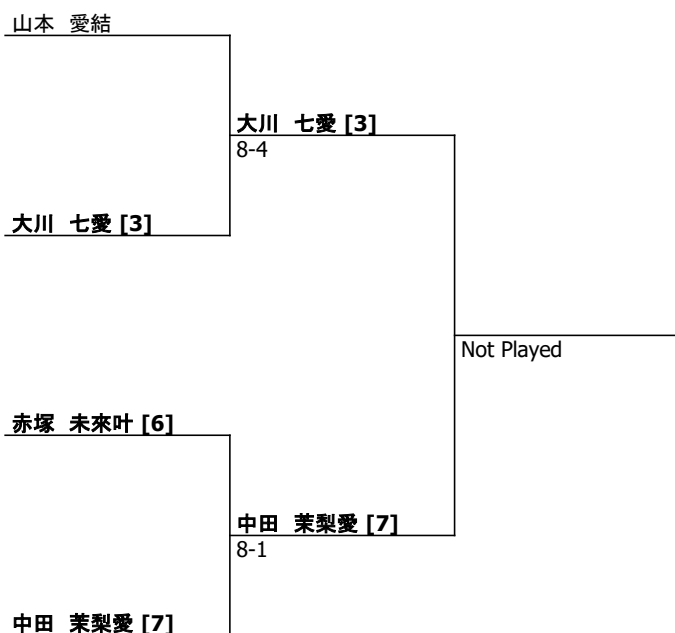 山本　愛結
大川　七愛 [3]
8-4
大川　七愛 [3]
Not Played
赤塚　未來叶 [6]
中田　茉梨愛 [7]
8-1
中田　茉梨愛 [7]